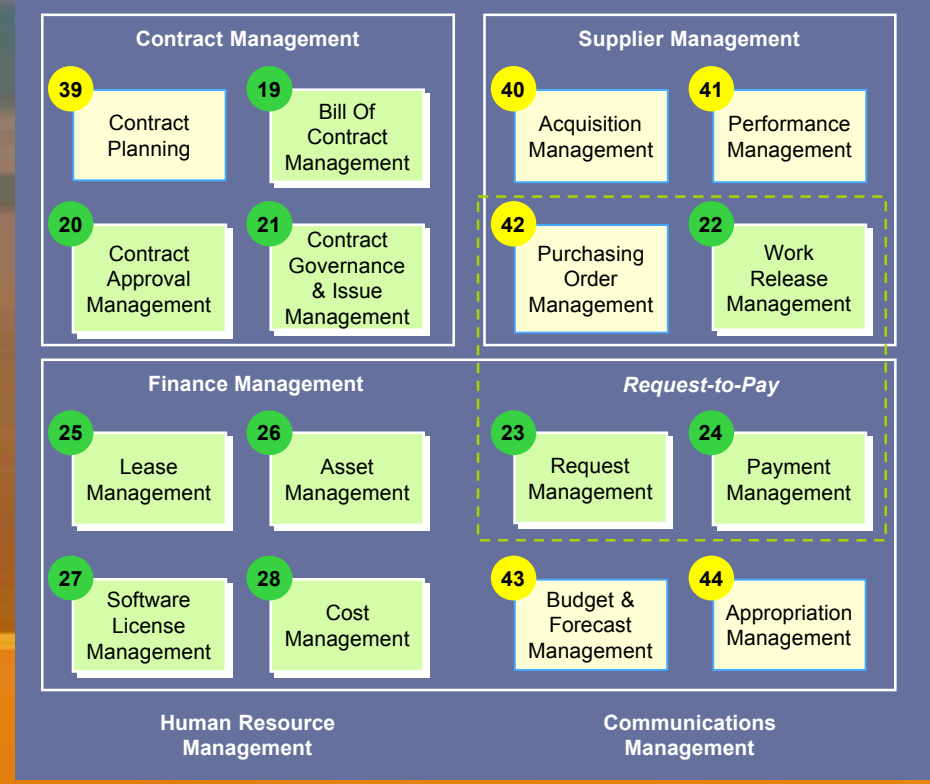 Contract Management
39
Contract
Planning
19
Bill Of
Contract
Management
20
Contract
Approval
Management
21
Contract
Governance
& Issue
Management
Supplier Management
40
Acquisition
Management
41
Performance
Management
42
Purchasing
Order
Management
22
Work
Release
Management
Finance Management
25
Lease
Management
26
Asset
Management
27
Software
License
Management
28
Cost
Management
Request-to-Pay
23
Request
Management
24
Payment
Management
43
Budget &
Forecast
Management
44
Appropriation
Management
Human Resource
Management
Communications
Management